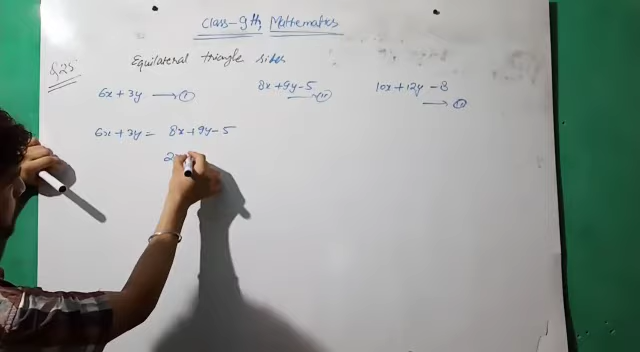 Class-9th, Mathematics
Q25 Equilateral triangle sides
6x + 3y → (i) 8x + 9y - 5 → (ii) 10x + 12y - 8 → (iii)
6x + 3y = 8x + 9y - 5
2